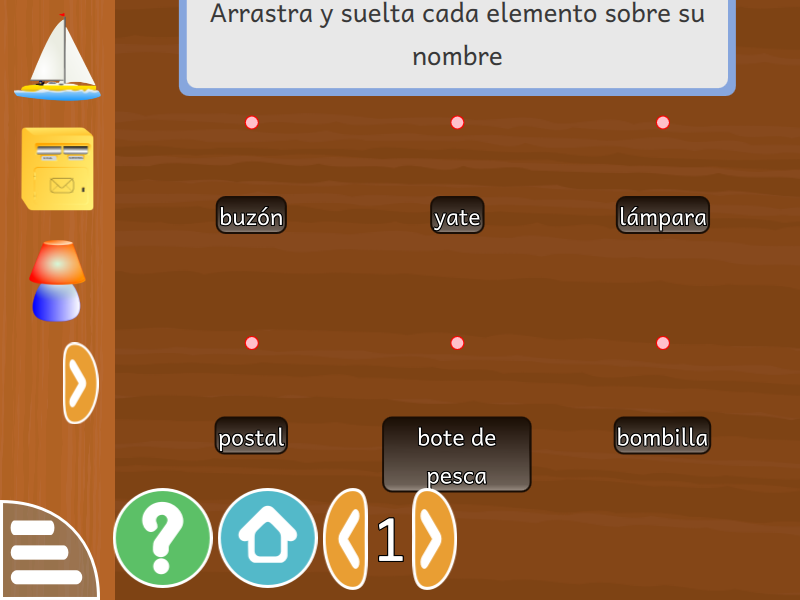 Arrastra y suelta cada elemento sobre su
nombre
buzón
yate
lámpara
postal
bote de
pesca
bombilla
1